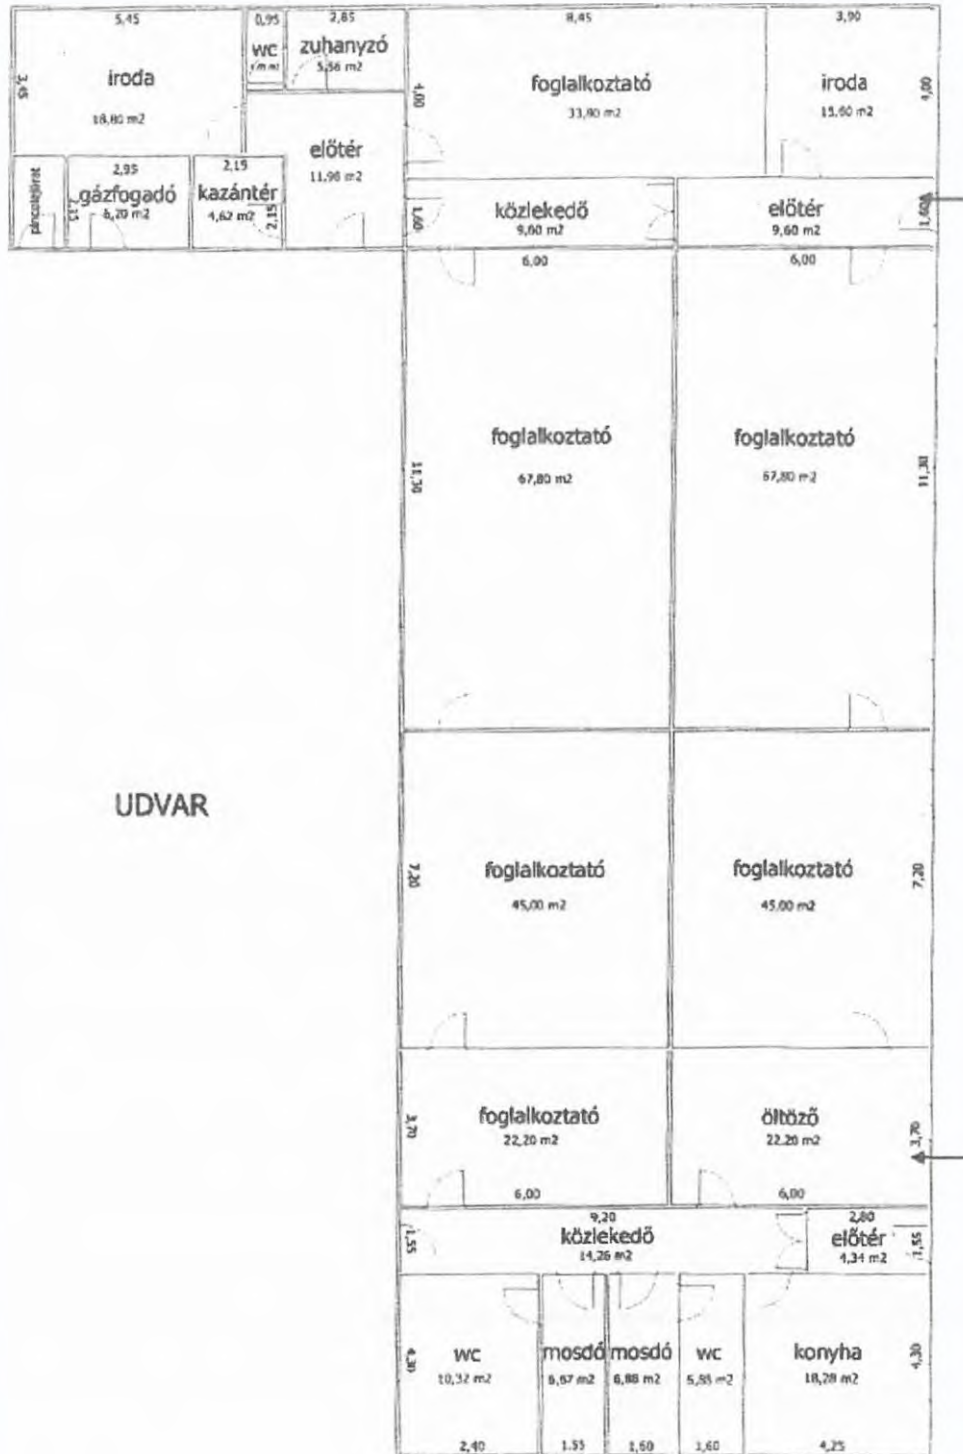 5,45
0,95
2,85
8,45
3,90
wc
zuhanyzó
5,56 m2
iroda
18,80 m2
3,45
foglalkoztató
33,80 m2
4,00
iroda
15,60 m2
4,00
előtér
11,96 m2
pincelejárat
2,95
gázfogadó
6,20 m2
2,15
kazántér
4,62 m2
2,15
közlekedő
9,60 m2
1,60
előtér
9,60 m2
1,60
6,00
6,00
foglalkoztató
67,80 m2
11,30
foglalkoztató
67,80 m2
11,30
UDVAR
foglalkoztató
45,00 m2
7,20
foglalkoztató
45,00 m2
7,20
foglalkoztató
22,20 m2
3,70
öltöző
22,20 m2
3,70
6,00
6,00
9,20
közlekedő
14,26 m2
1,55
2,80
előtér
4,34 m2
1,55
4,30
wc
10,32 m2
mosdó
6,67 m2
mosdó
6,88 m2
wc
konyha
18,28 m2
4,30
2,40
1,55
1,60
1,60
4,25